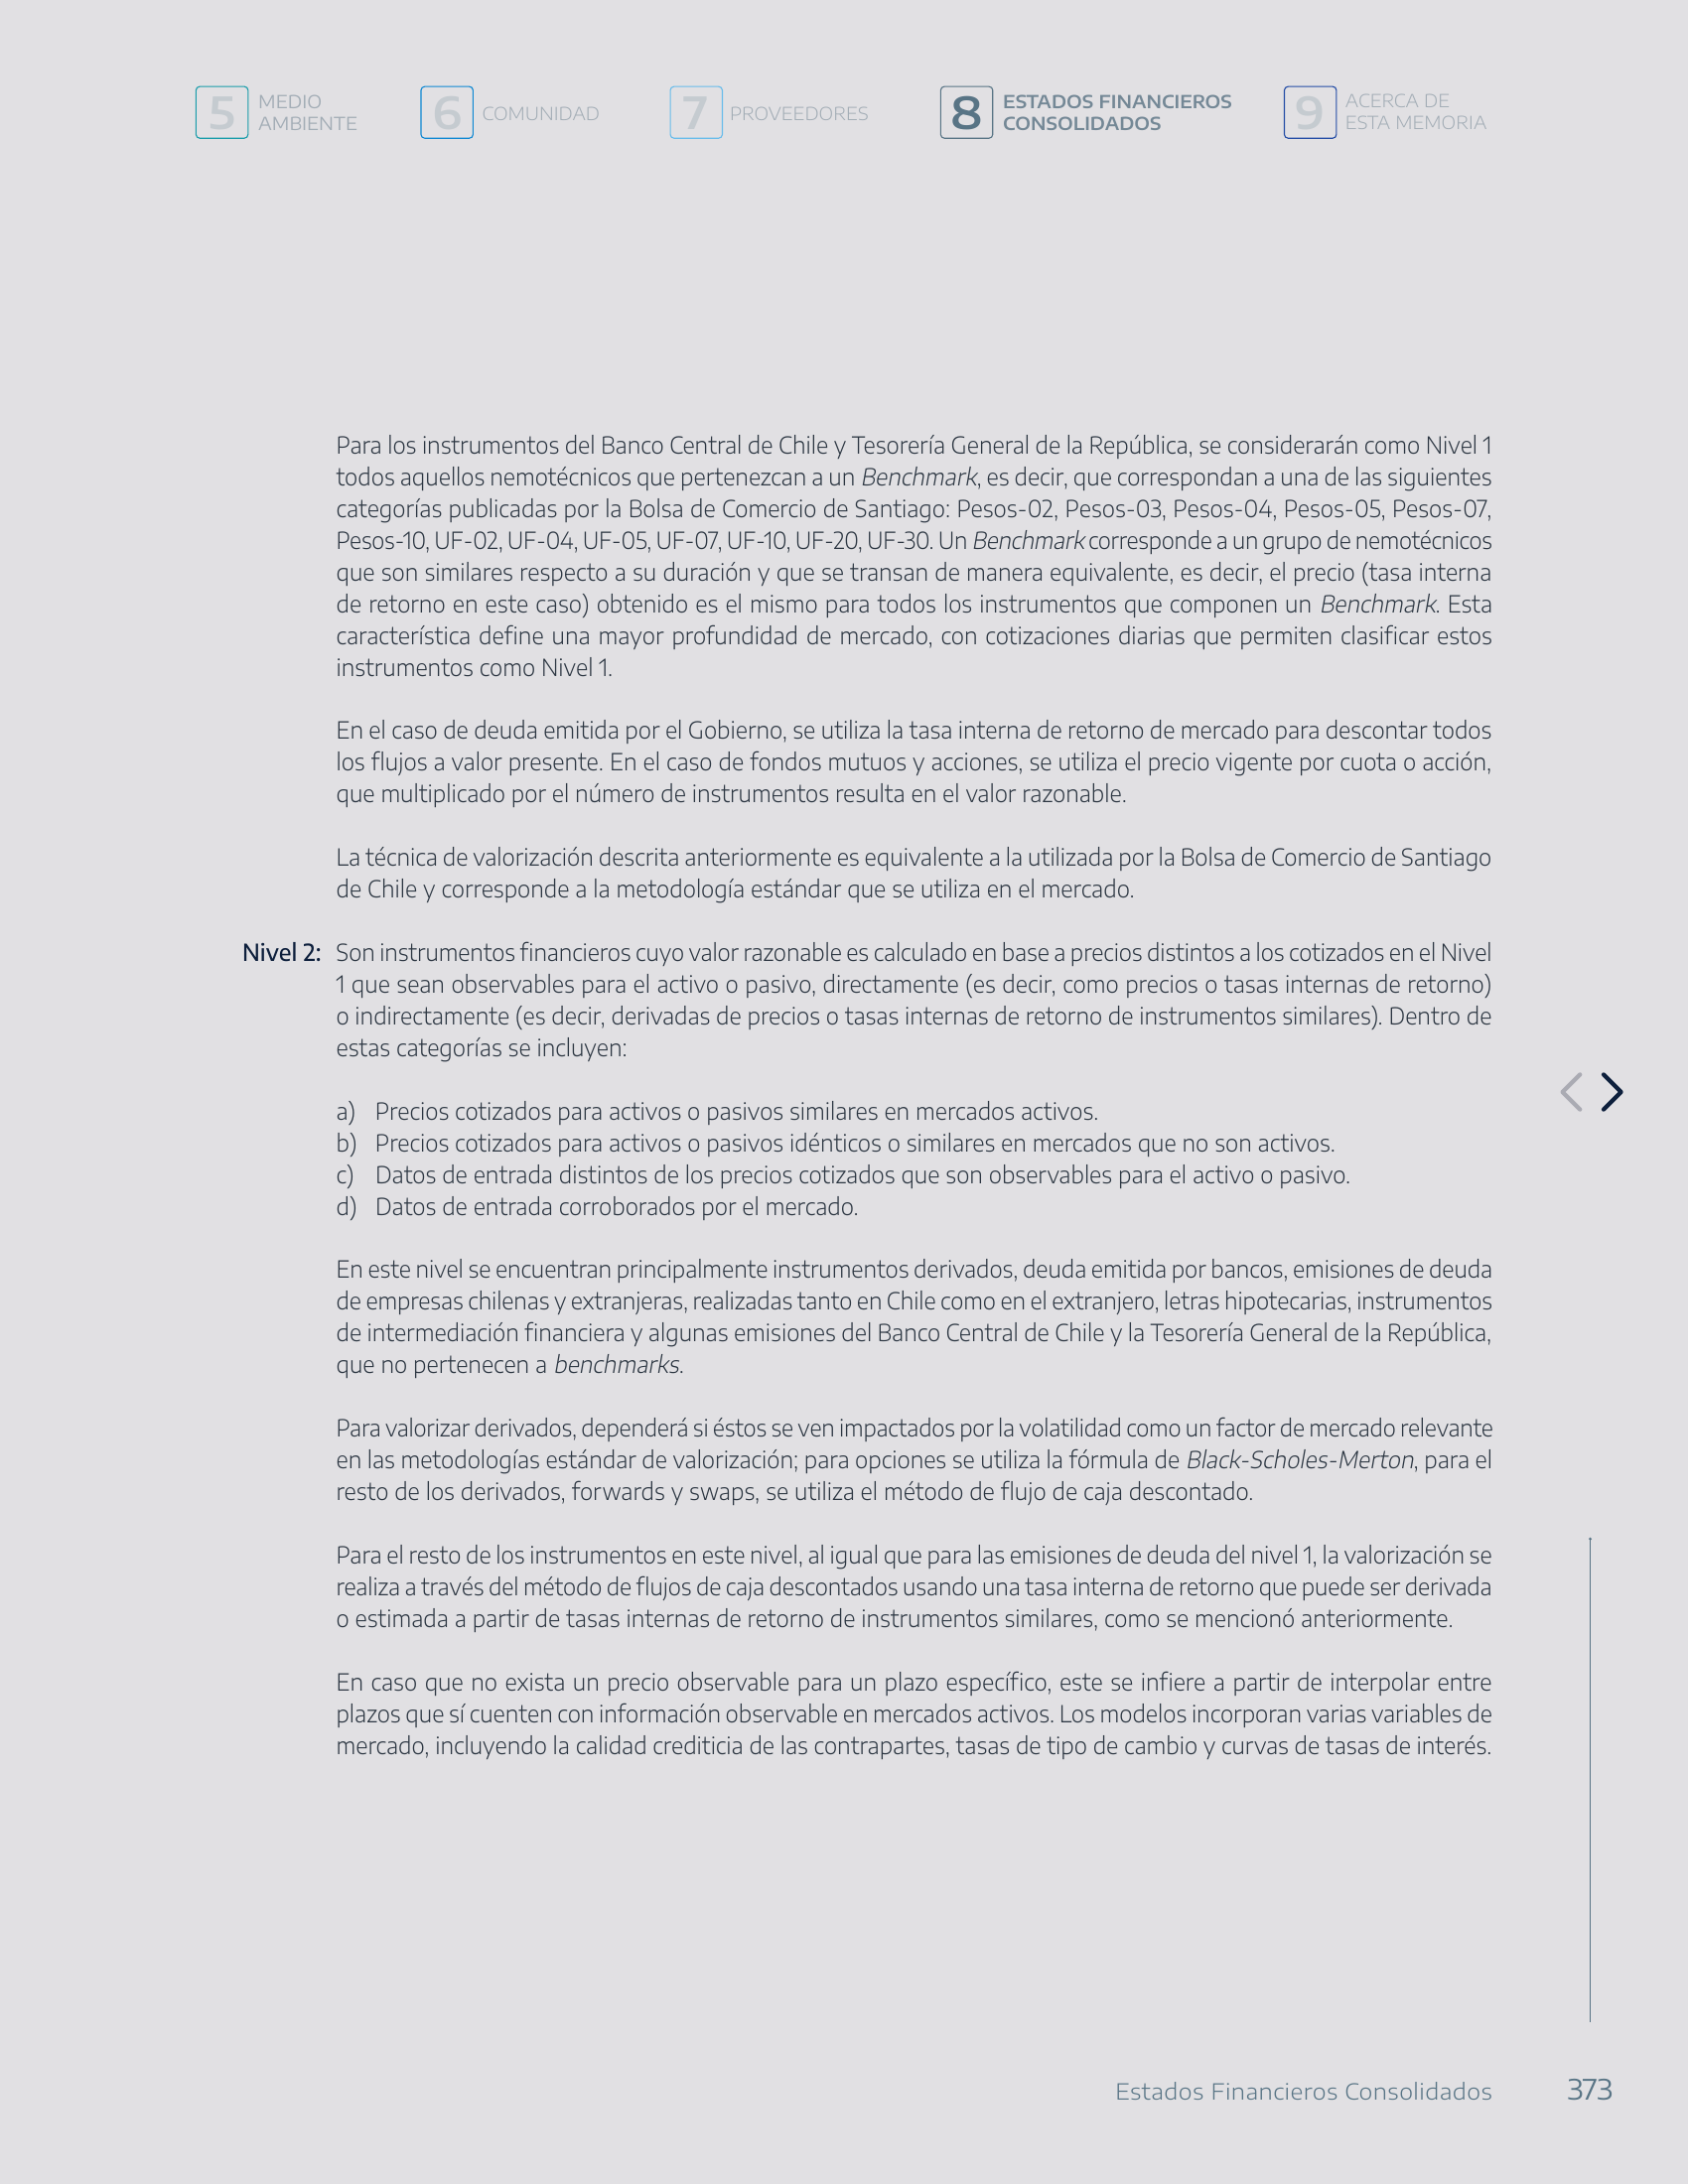 5 MEDIO AMBIENTE
6 COMUNIDAD
7 PROVEEDORES
8 ESTADOS FINANCIEROS CONSOLIDADOS
9 ACERCA DE ESTA MEMORIA
Para los instrumentos del Banco Central de Chile y Tesorería General de la República, se considerarán como Nivel 1
todos aquellos nemotécnicos que pertenezcan a un Benchmark, es decir, que correspondan a una de las siguientes
categorías publicadas por la Bolsa de Comercio de Santiago: Pesos-02, Pesos-03, Pesos-04, Pesos-05, Pesos-07,
Pesos-10, UF-02, UF-04, UF-05, UF-07, UF-10, UF-20, UF-30. Un Benchmark corresponde a un grupo de nemotécnicos
que son similares respecto a su duración y que se transan de manera equivalente, es decir, el precio (tasa interna
de retorno en este caso) obtenido es el mismo para todos los instrumentos que componen un Benchmark. Esta
característica define una mayor profundidad de mercado, con cotizaciones diarias que permiten clasificar estos
instrumentos como Nivel 1.
En el caso de deuda emitida por el Gobierno, se utiliza la tasa interna de retorno de mercado para descontar todos
los flujos a valor presente. En el caso de fondos mutuos y acciones, se utiliza el precio vigente por cuota o acción,
que multiplicado por el número de instrumentos resulta en el valor razonable.
La técnica de valorización descrita anteriormente es equivalente a la utilizada por la Bolsa de Comercio de Santiago
de Chile y corresponde a la metodología estándar que se utiliza en el mercado.
Nivel 2: Son instrumentos financieros cuyo valor razonable es calculado en base a precios distintos a los cotizados en el Nivel
1 que sean observables para el activo o pasivo, directamente (es decir, como precios o tasas internas de retorno)
o indirectamente (es decir, derivadas de precios o tasas internas de retorno de instrumentos similares). Dentro de
estas categorías se incluyen:
a) Precios cotizados para activos o pasivos similares en mercados activos.
b) Precios cotizados para activos o pasivos idénticos o similares en mercados que no son activos.
c) Datos de entrada distintos de los precios cotizados que son observables para el activo o pasivo.
d) Datos de entrada corroborados por el mercado.
En este nivel se encuentran principalmente instrumentos derivados, deuda emitida por bancos, emisiones de deuda
de empresas chilenas y extranjeras, realizadas tanto en Chile como en el extranjero, letras hipotecarias, instrumentos
de intermediación financiera y algunas emisiones del Banco Central de Chile y la Tesorería General de la República,
que no pertenecen a benchmarks.
Para valorizar derivados, dependerá si éstos se ven impactados por la volatilidad como un factor de mercado relevante
en las metodologías estándar de valorización; para opciones se utiliza la fórmula de Black-Scholes-Merton, para el
resto de los derivados, forwards y swaps, se utiliza el método de flujo de caja descontado.
Para el resto de los instrumentos en este nivel, al igual que para las emisiones de deuda del nivel 1, la valorización se
realiza a través del método de flujos de caja descontados usando una tasa interna de retorno que puede ser derivada
o estimada a partir de tasas internas de retorno de instrumentos similares, como se mencionó anteriormente.
En caso que no exista un precio observable para un plazo específico, este se infiere a partir de interpolar entre
plazos que sí cuenten con información observable en mercados activos. Los modelos incorporan varias variables de
mercado, incluyendo la calidad crediticia de las contrapartes, tasas de tipo de cambio y curvas de tasas de interés.
Estados Financieros Consolidados 373